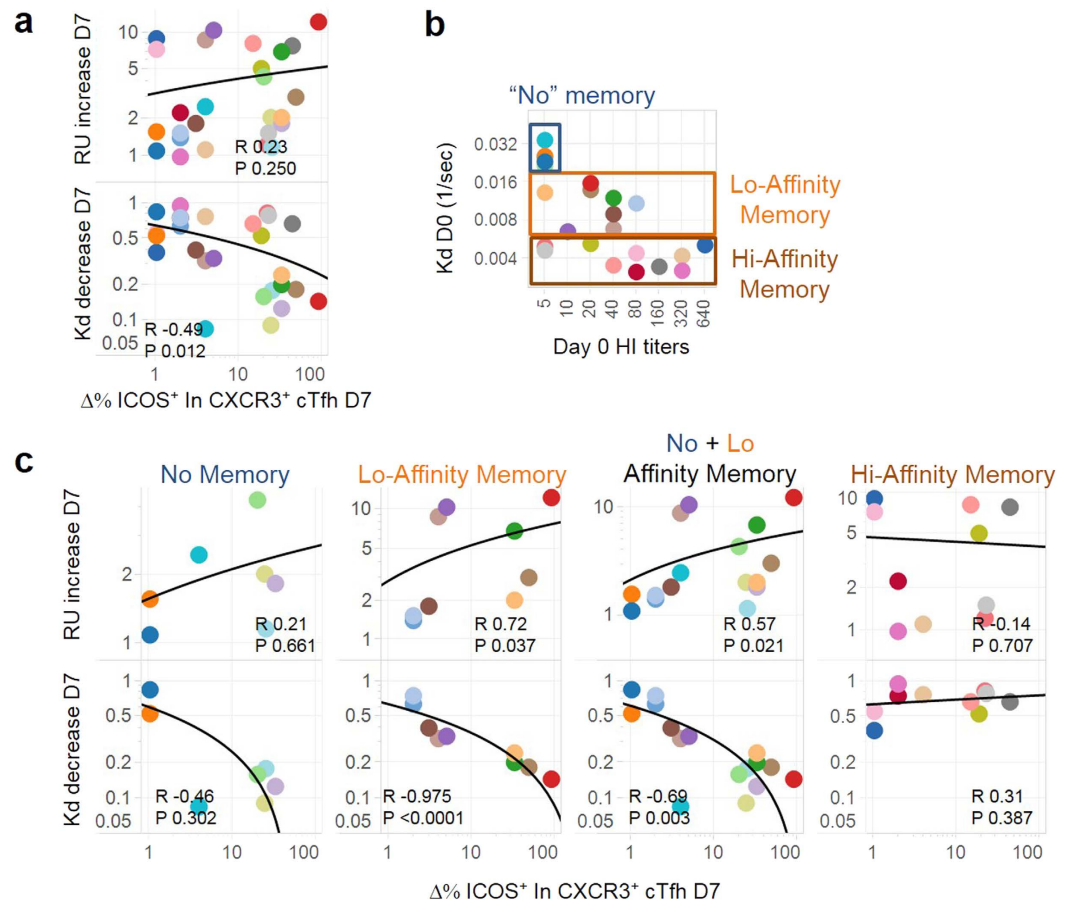 a
RU increase D7
10
5
2
1
R 0.23
P 0.250
Kd decrease D7
1
0.5
0.2
0.1
0.05
R -0.49
P 0.012
1 10 100
Δ% ICOS⁺ In CXCR3⁺ cTfh D7
b
“No” memory
Kd D0 (1/sec)
0.032
0.016
0.008
0.004
Lo-Affinity
Memory
Hi-Affinity
Memory
5 10 20 40 80 160 320 640
Day 0 HI titers
c
No Memory
Lo-Affinity Memory
No + Lo
Affinity Memory
Hi-Affinity Memory
RU increase D7
2
1
R 0.21
P 0.661
10
5
2
1
R 0.72
P 0.037
10
1
R 0.57
P 0.021
10
5
2
1
R -0.14
P 0.707
Kd decrease D7
1
0.5
0.2
0.1
0.05
R -0.46
P 0.302
1 10 100
1
0.5
0.2
0.1
0.05
R -0.975
P <0.0001
1 10 100
1
0.5
0.2
0.1
0.05
R -0.69
P 0.003
1 10 100
1
0.5
0.2
0.1
0.05
R 0.31
P 0.387
1 10 100
Δ% ICOS⁺ In CXCR3⁺ cTfh D7